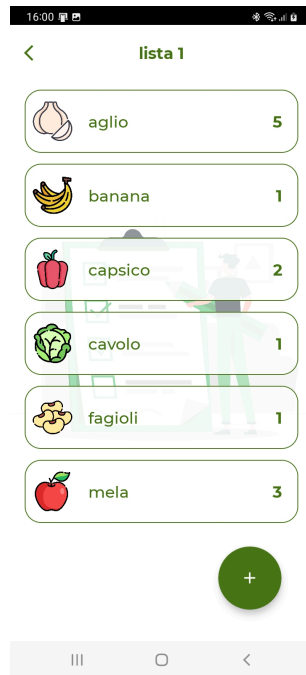 16:00
lista 1
aglio 5
banana 1
capsico 2
cavolo 1
fagioli 1
mela 3
+